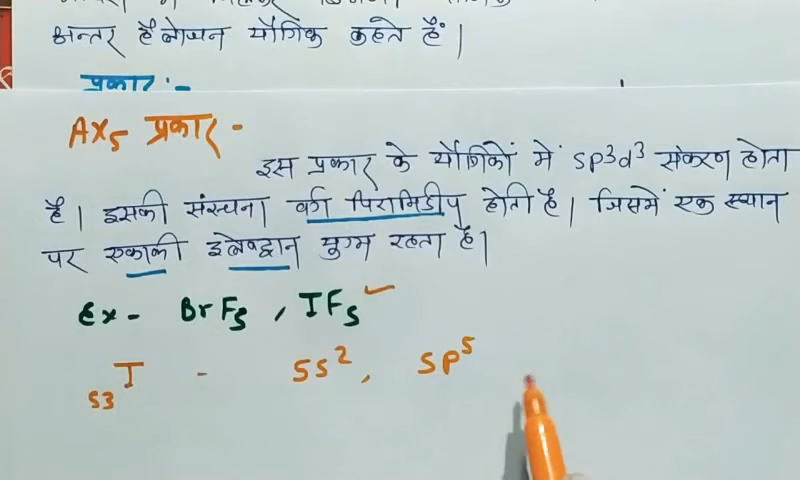 अन्तर हैलोजन यौगिक कहते हैं।
प्रकार :-
AX5 प्रकार -
इस प्रकार के यौगिकों में sp³d³ संकरण होता
है। इसकी संरचना वर्ग पिरामिडीय होती है। जिसमें एक स्थान
पर एकाकी इलेक्ट्रान युग्म रहता है।
Ex - BrF5 , IF5 ✓
53I - 5s², 5p⁵